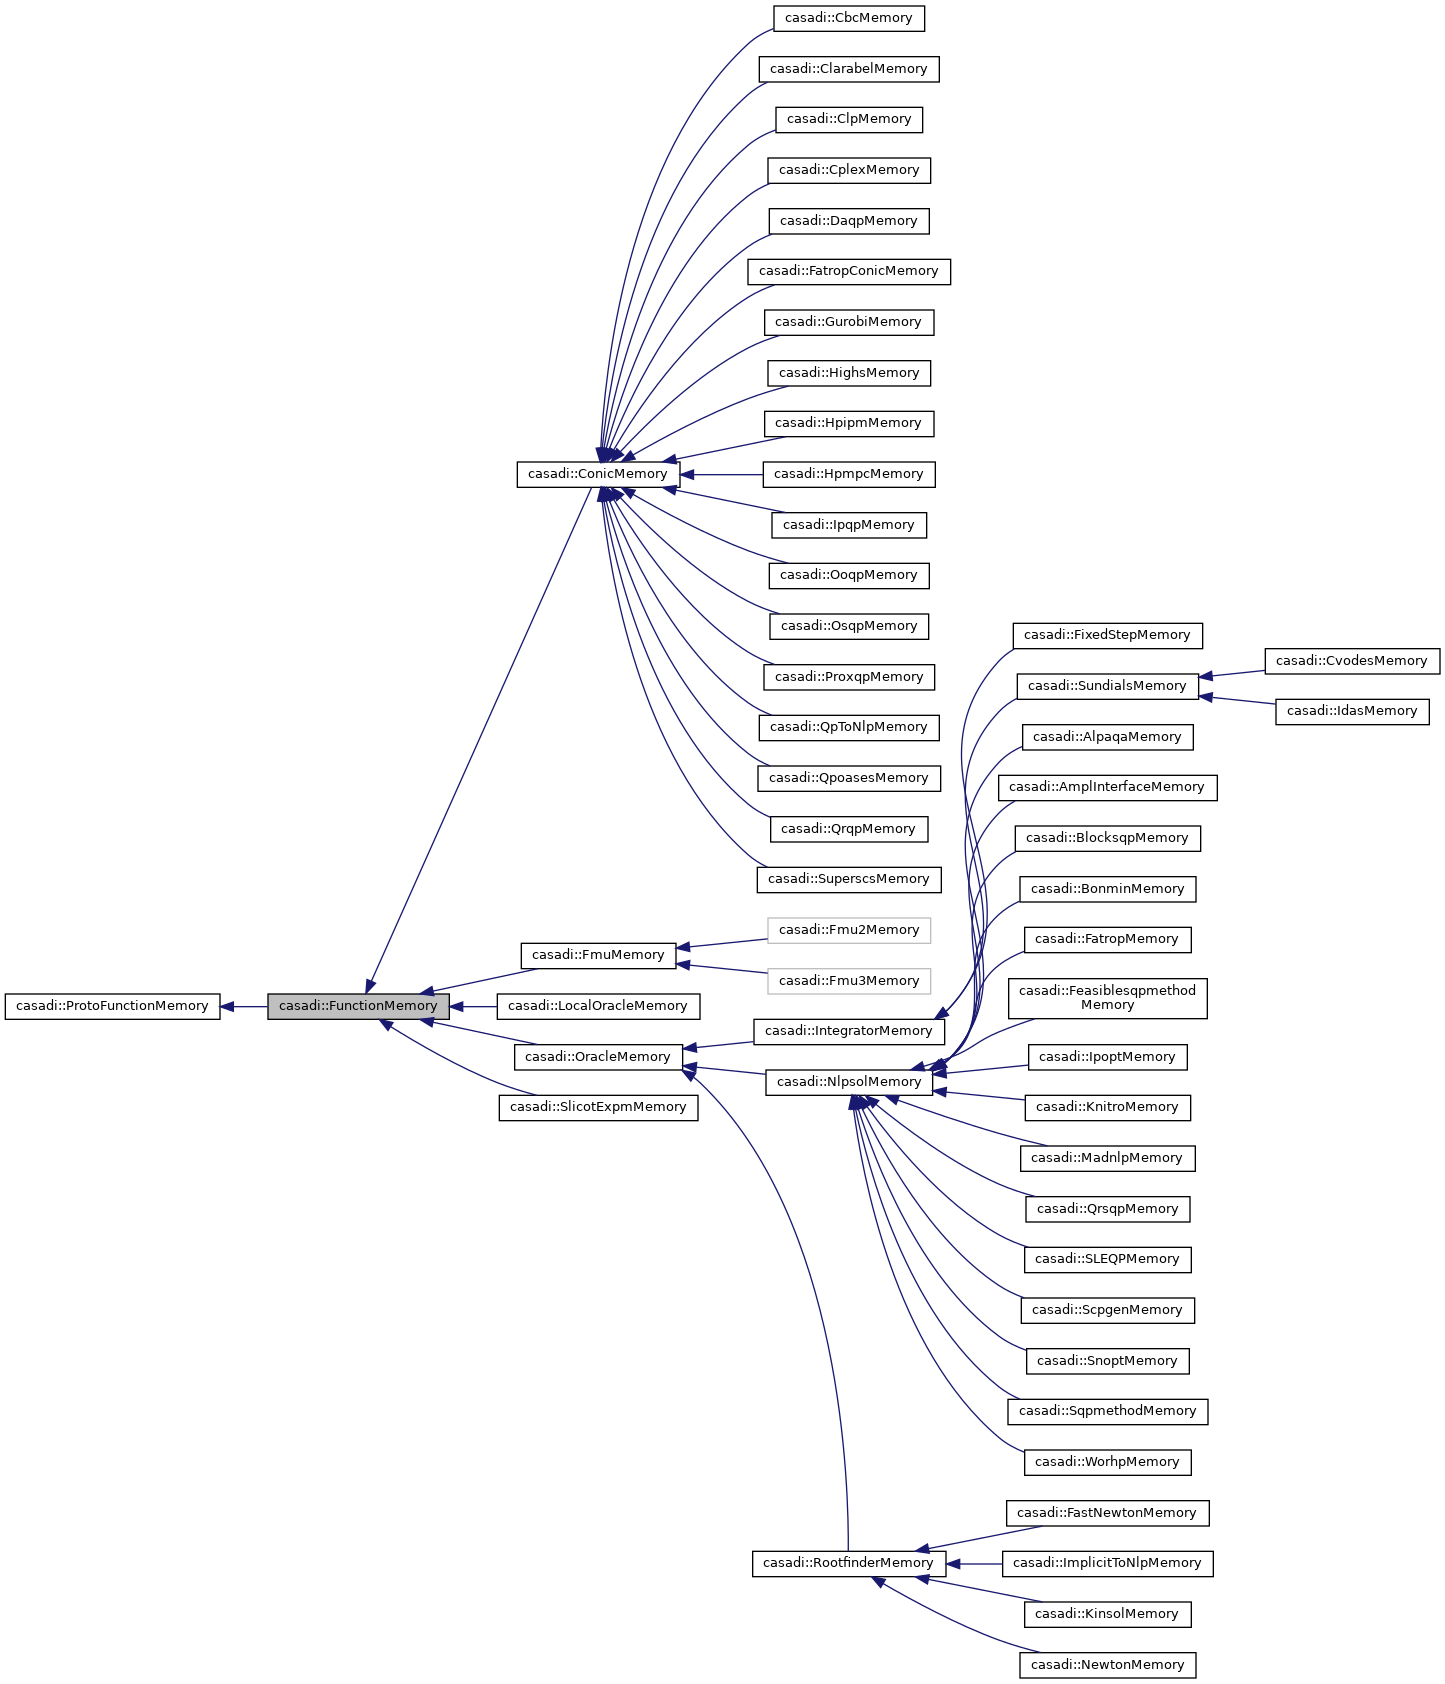 casadi::CbcMemory
casadi::ClarabelMemory
casadi::ClpMemory
casadi::CplexMemory
casadi::DaqpMemory
casadi::FatropConicMemory
casadi::GurobiMemory
casadi::HighsMemory
casadi::HpipmMemory
casadi::ConicMemory
casadi::HpmpcMemory
casadi::IpqpMemory
casadi::OoqpMemory
casadi::OsqpMemory
casadi::FixedStepMemory
casadi::CvodesMemory
casadi::ProxqpMemory
casadi::SundialsMemory
casadi::IdasMemory
casadi::QpToNlpMemory
casadi::AlpaqaMemory
casadi::QpoasesMemory
casadi::AmplInterfaceMemory
casadi::QrqpMemory
casadi::BlocksqpMemory
casadi::SuperscsMemory
casadi::BonminMemory
casadi::Fmu2Memory
casadi::FatropMemory
casadi::FmuMemory
casadi::Fmu3Memory
casadi::Feasiblesqpmethod
Memory
casadi::ProtoFunctionMemory
casadi::FunctionMemory
casadi::LocalOracleMemory
casadi::IntegratorMemory
casadi::OracleMemory
casadi::IpoptMemory
casadi::NlpsolMemory
casadi::SlicotExpmMemory
casadi::KnitroMemory
casadi::MadnlpMemory
casadi::QrsqpMemory
casadi::SLEQPMemory
casadi::ScpgenMemory
casadi::SnoptMemory
casadi::SqpmethodMemory
casadi::WorhpMemory
casadi::FastNewtonMemory
casadi::RootfinderMemory
casadi::ImplicitToNlpMemory
casadi::KinsolMemory
casadi::NewtonMemory